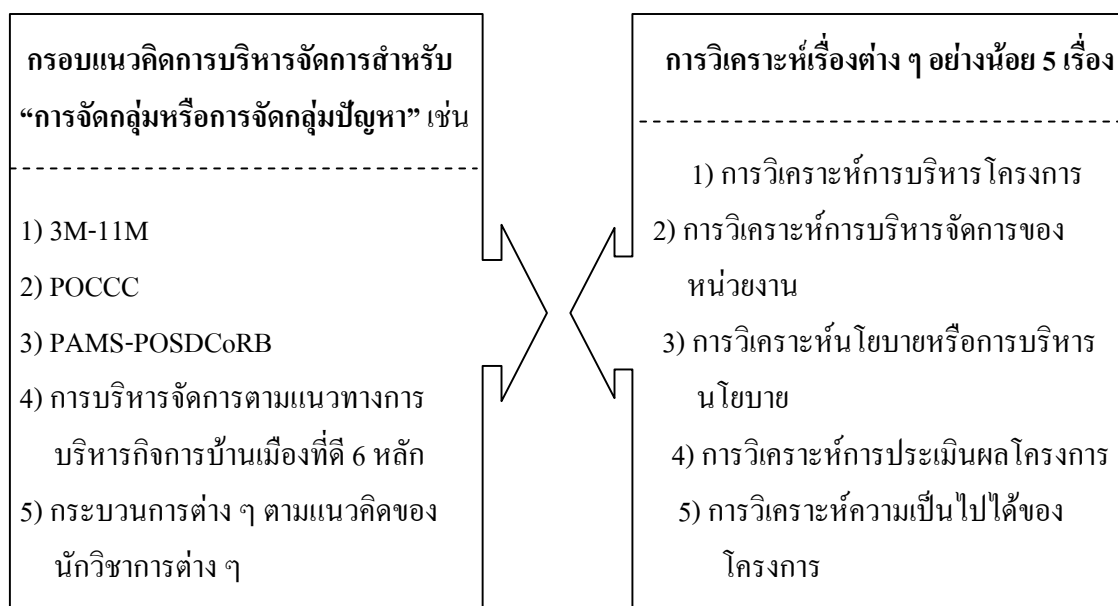 กรอบแนวคิดการบริหารจัดการสำหรับ
“การจัดกลุ่มหรือการจัดกลุ่มปัญหา” เช่น
1) 3M-11M
2) POCCC
3) PAMS-POSDCoRB
4) การบริหารจัดการตามแนวทางการ
บริหารกิจการบ้านเมืองที่ดี 6 หลัก
5) กระบวนการต่าง ๆ ตามแนวคิดของ
นักวิชาการต่าง ๆ
การวิเคราะห์เรื่องต่าง ๆ อย่างน้อย 5 เรื่อง
1) การวิเคราะห์การบริหารโครงการ
2) การวิเคราะห์การบริหารจัดการของ
หน่วยงาน
3) การวิเคราะห์นโยบายหรือการบริหาร
นโยบาย
4) การวิเคราะห์การประเมินผลโครงการ
5) การวิเคราะห์ความเป็นไปได้ของ
โครงการ